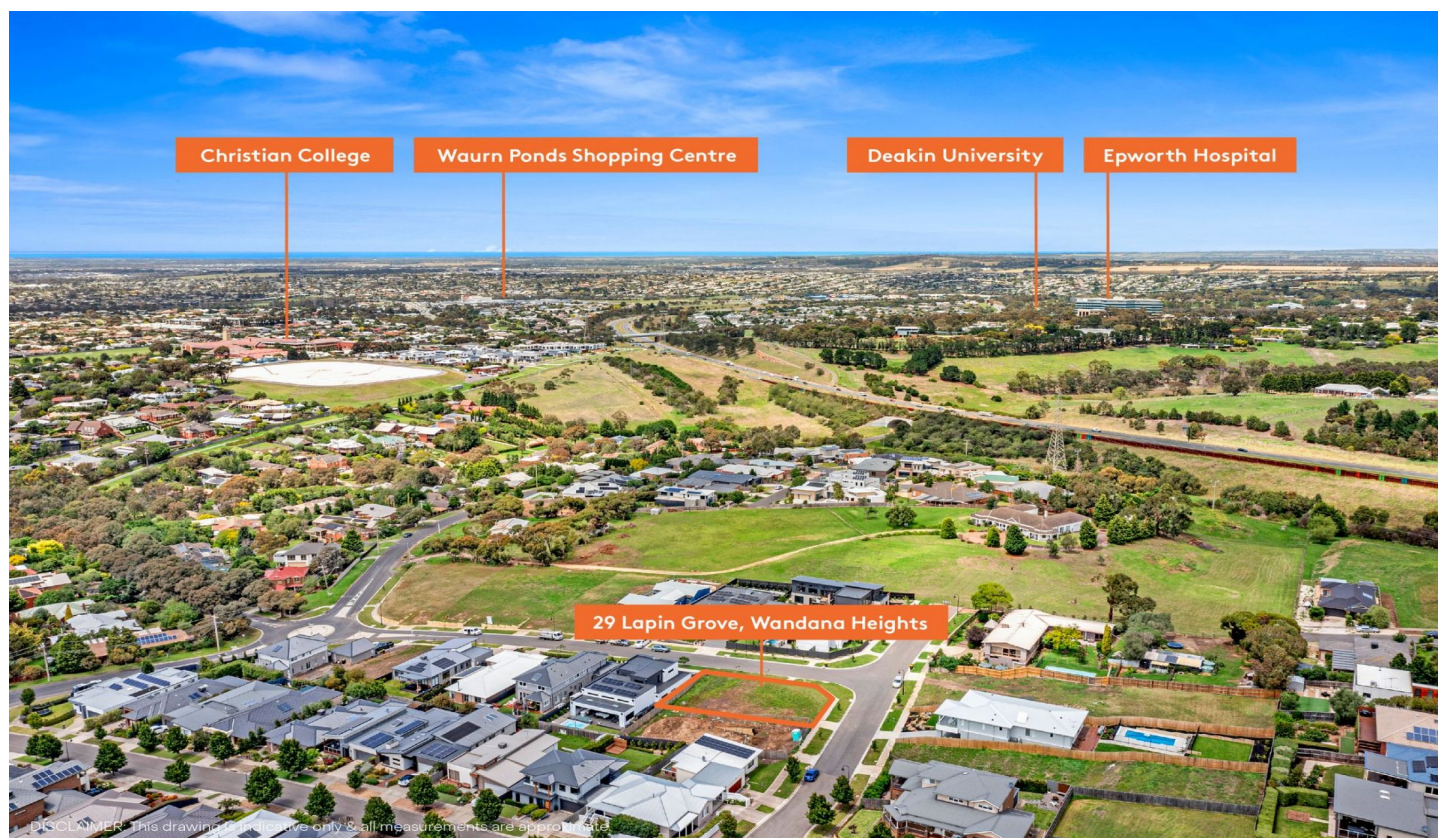 Christian College
Waurn Ponds Shopping Centre
Deakin University
Epworth Hospital
29 Lapin Grove, Wandana Heights
DISCLAIMER: This drawing is indicative only & all measurements are approximate.